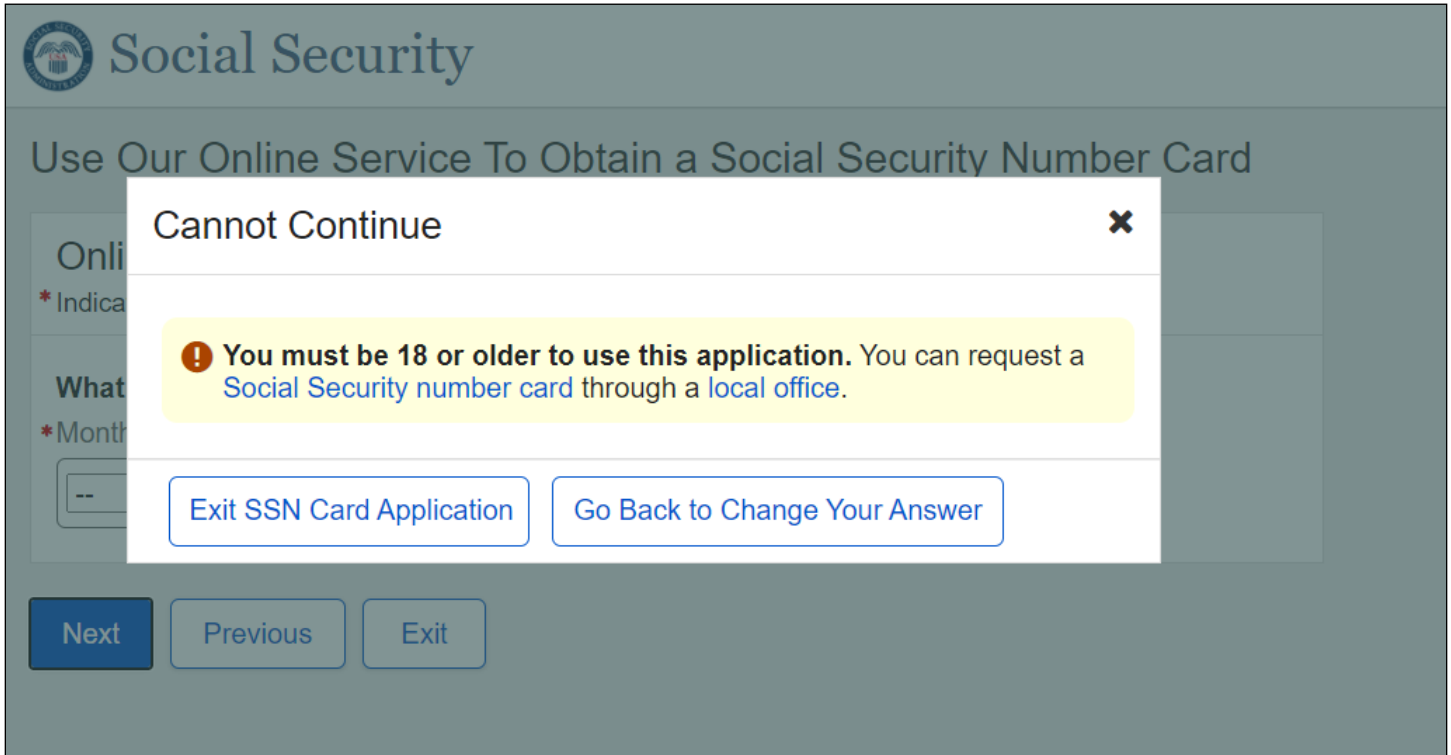 Social Security
Use Our Online Service To Obtain a Social Security Number Card
Cannot Continue
Onli
* Indica
You must be 18 or older to use this application. You can request a
Social Security number card through a local office.
What
*Month
--
Exit SSN Card Application
Go Back to Change Your Answer
Next
Previous
Exit